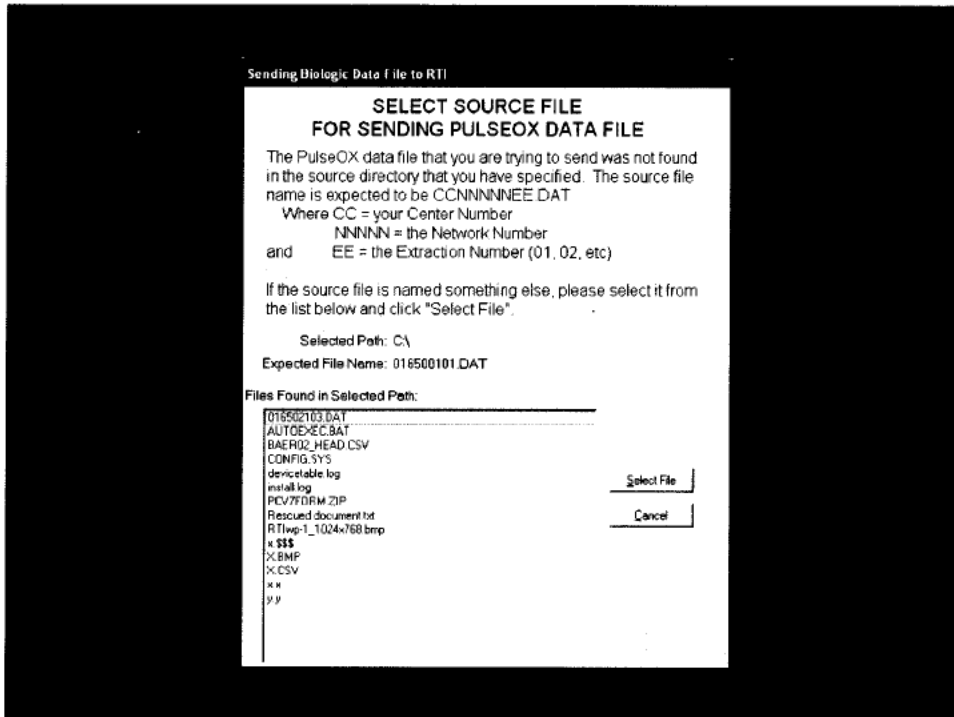 Sending Biologic Data File to RTI
SELECT SOURCE FILE
FOR SENDING PULSEOX DATA FILE
The PulseOX data file that you are trying to send was not found
in the source directory that you have specified. The source file
name is expected to be CCNNNNNEE.DAT
Where CC = your Center Number
NNNNN = the Network Number
and EE = the Extraction Number (01, 02, etc)
If the source file is named something else, please select it from
the list below and click "Select File".
Selected Path: C:\
Expected File Name: 016500101.DAT
Files Found in Selected Path:
016502103.DAT
AUTOEXEC.BAT
BAER02_HEAD.CSV
CONFIG.SYS
devicetable.log
install.log
PCV7FORM.ZIP
Rescued document.txt
RTIwp-1_1024x768.bmp
x.$$$
X.BMP
X.CSV
x.x
y.y
Select File
Cancel